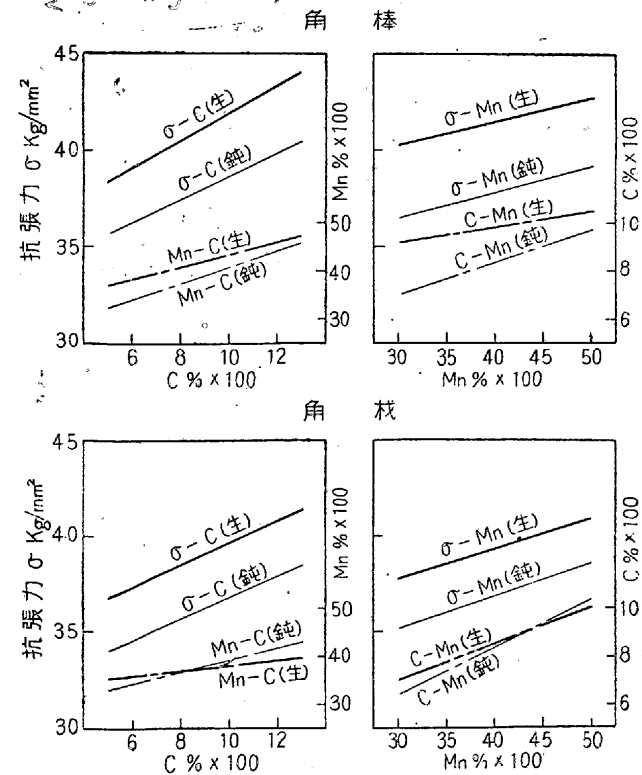 角 棒
抗張力 σ Kg/mm²
45
40
35
30
σ-C(生)
σ-C(鈍)
Mn-C(生)
Mn-C(鈍)
Mn % × 100
50
40
30
6 8 10 12
C % × 100
σ-Mn(生)
σ-Mn(鈍)
C-Mn(生)
C-Mn(鈍)
C % × 100
10
8
6
30 35 40 45 50
Mn % × 100
角 栈
抗張力 σ Kg/mm²
45
4.0
35
30
σ-C(生)
σ-C(鈍)
Mn-C(鈍)
Mn-C(生)
Mn % × 100
50
40
30
6 8 10 12
C % × 100
σ-Mn(生)
σ-Mn(鈍)
C-Mn(生)
C-Mn(鈍)
C % × 100
10
8
6
30 35 40 45 50
Mn % × 100